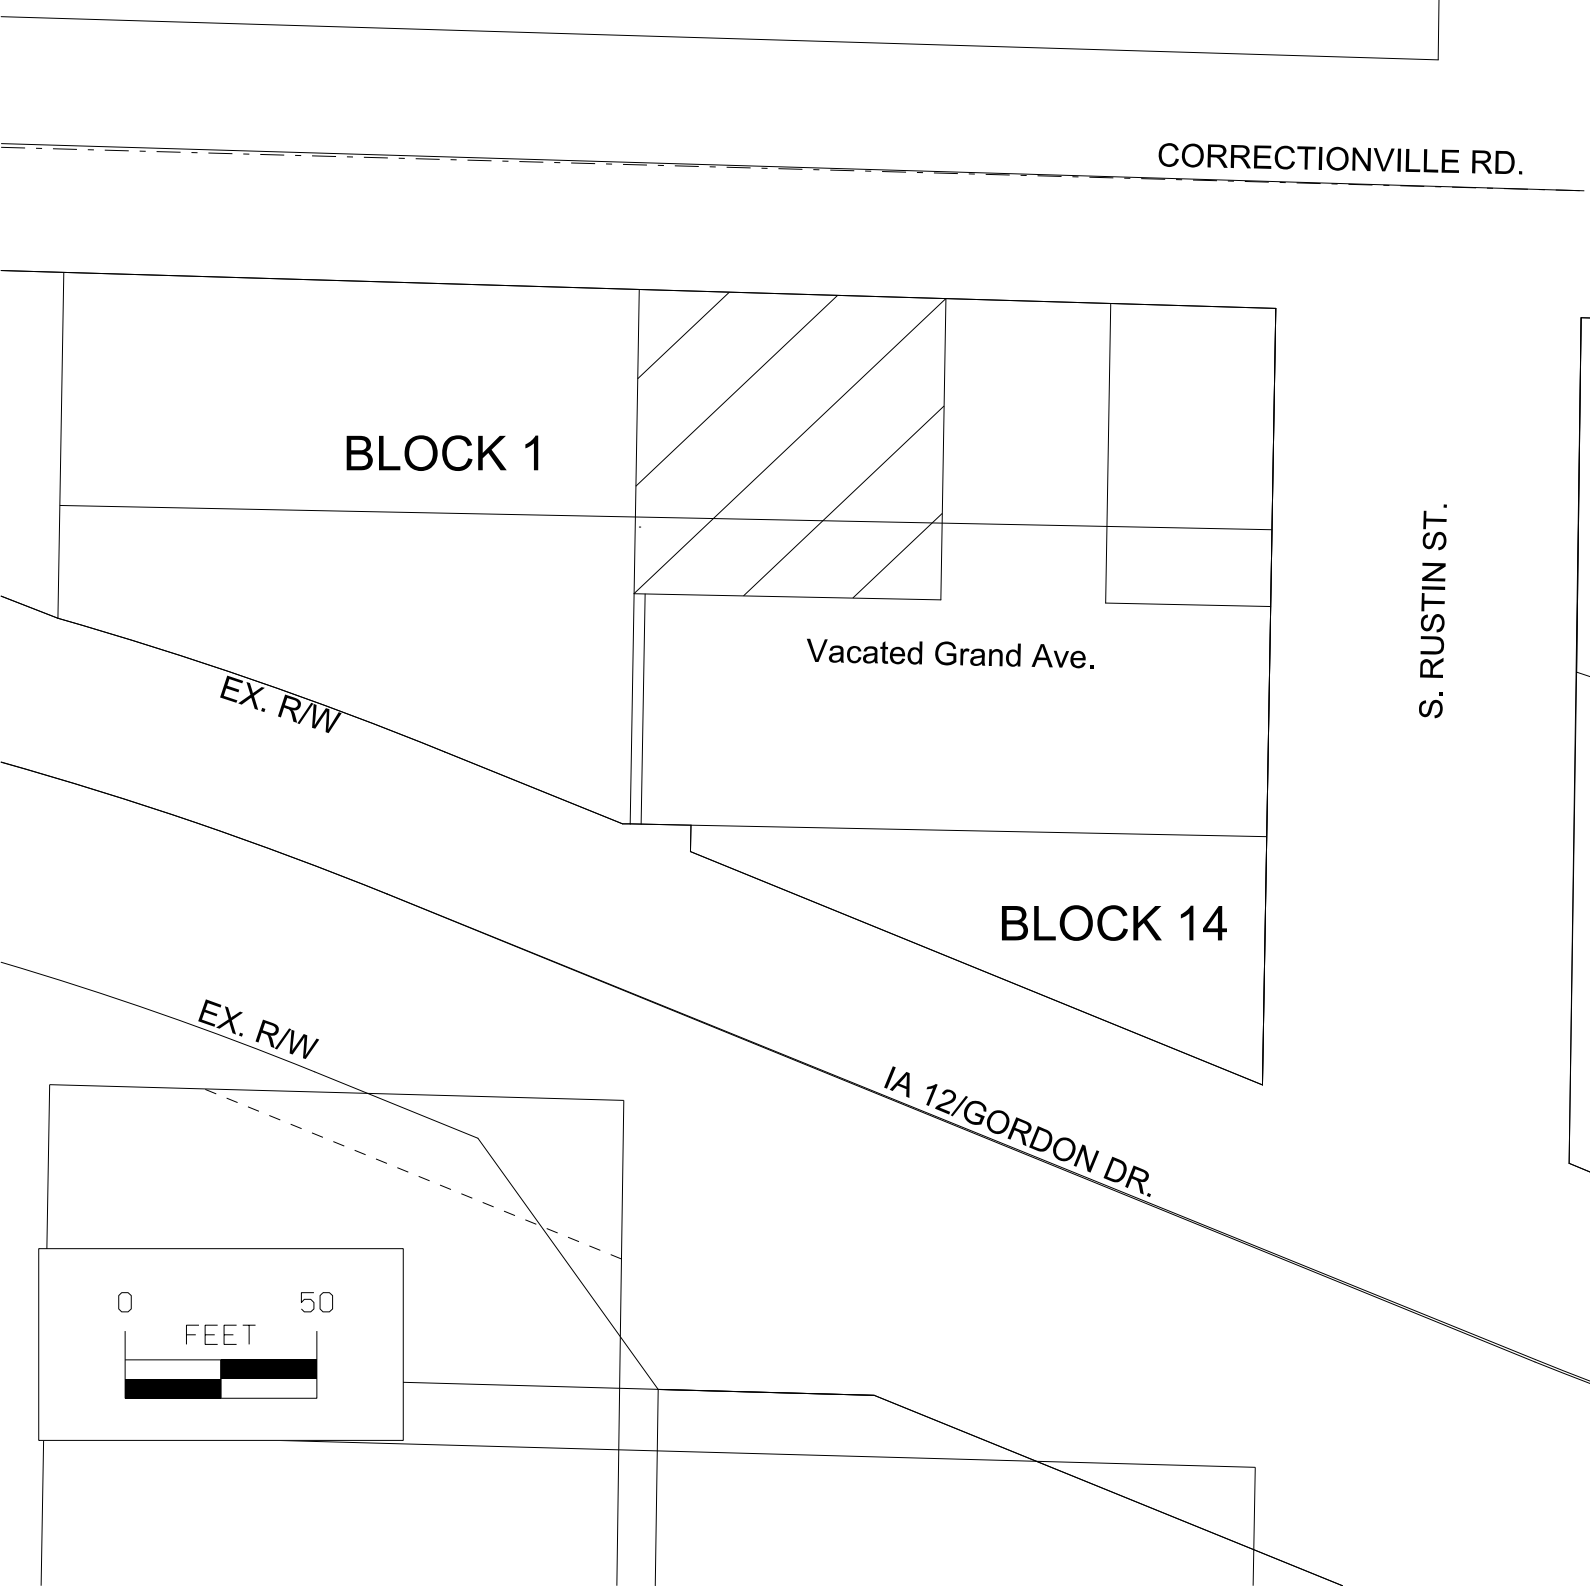 CORRECTIONVILLE RD.
BLOCK 1
S. RUSTIN ST.
Vacated Grand Ave.
EX. R/W
BLOCK 14
EX. R/W
IA 12/GORDON DR.
0 50
FEET